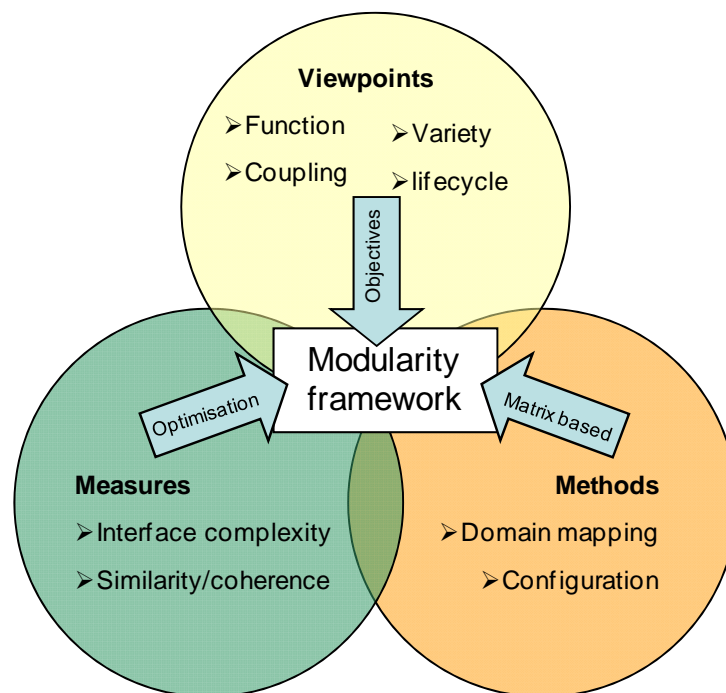 Viewpoints
➢Function
➢Variety
➢Coupling
➢lifecycle
Objectives
Modularity
framework
Optimisation
Matrix based
Measures
➢Interface complexity
➢Similarity/coherence
Methods
➢Domain mapping
➢Configuration